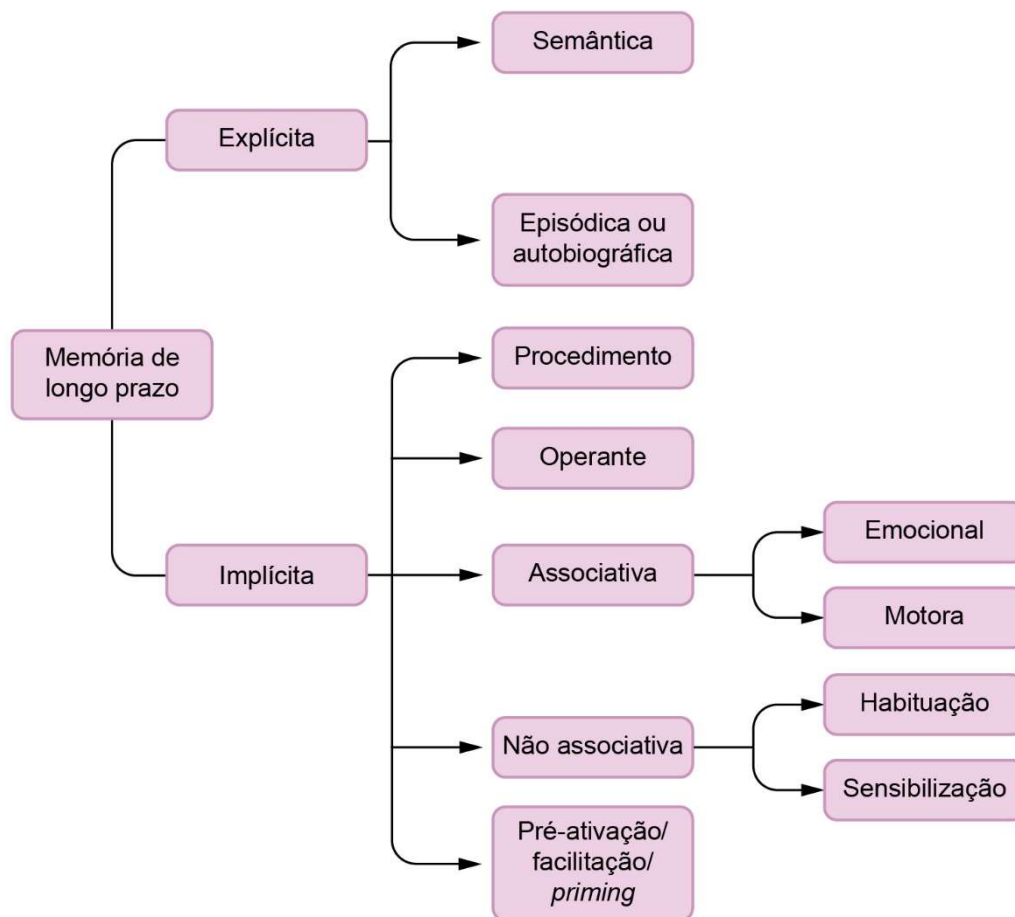 Semântica
Explícita
Episódica ou
autobiográfica
Memória de
longo prazo
Procedimento
Operante
Implícita
Associativa
Emocional
Motora
Não associativa
Habituação
Sensibilização
Pré-ativação/
facilitação/
priming